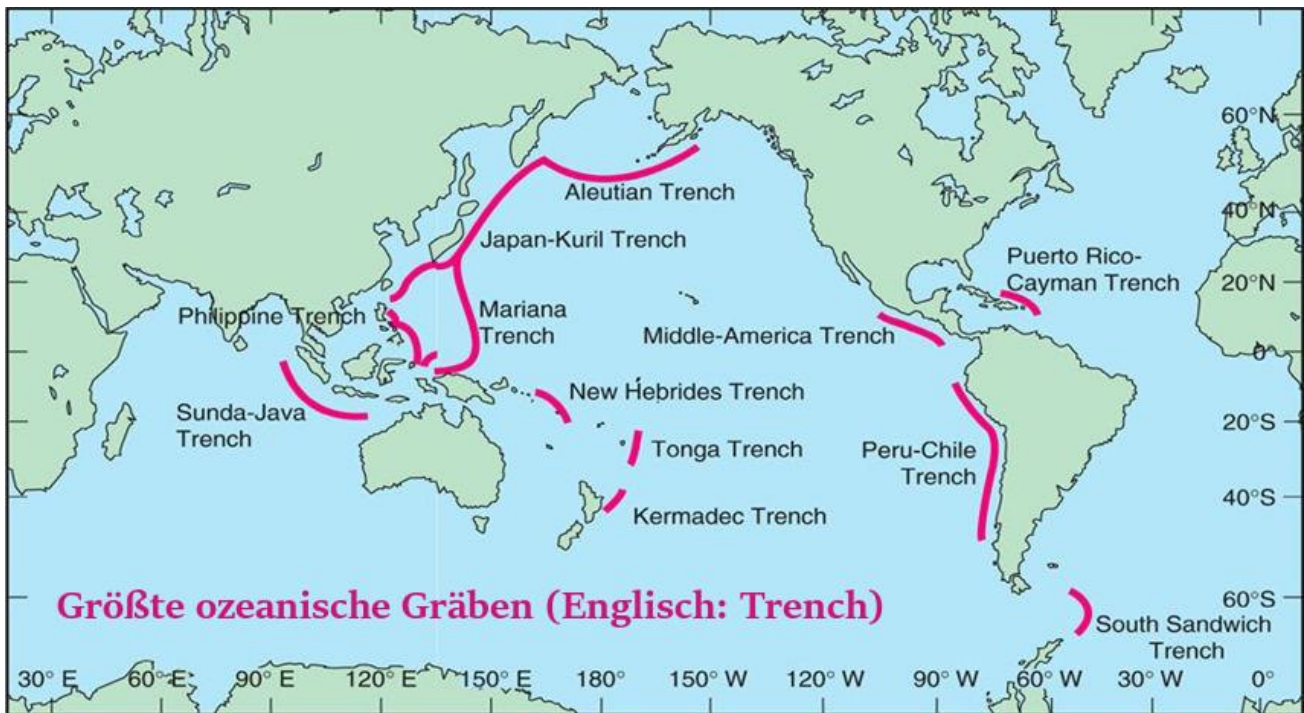 60°N
Aleutian Trench
40°N
Japan-Kuril Trench
Puerto Rico-
Cayman Trench
20°N
Philippine Trench
Mariana
Trench
Middle-America Trench
0°
New Hebrides Trench
Sunda-Java
Trench
20°S
Tonga Trench
Peru-Chile
Trench
40°S
Kermadec Trench
Größte ozeanische Gräben (Englisch: Trench)
60°S
South Sandwich
Trench
30° E 60° E 90° E 120° E 150° E 180° 150° W 120° W 90° W 60° W 30° W 0°